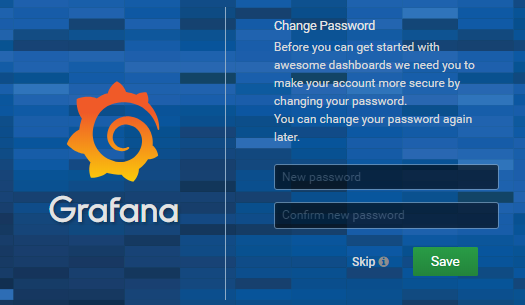 Grafana
Change Password
Before you can get started with
awesome dashboards we need you to
make your account more secure by
changing your password.
You can change your password again
later.
New password
Confirm new password
Skip
Save